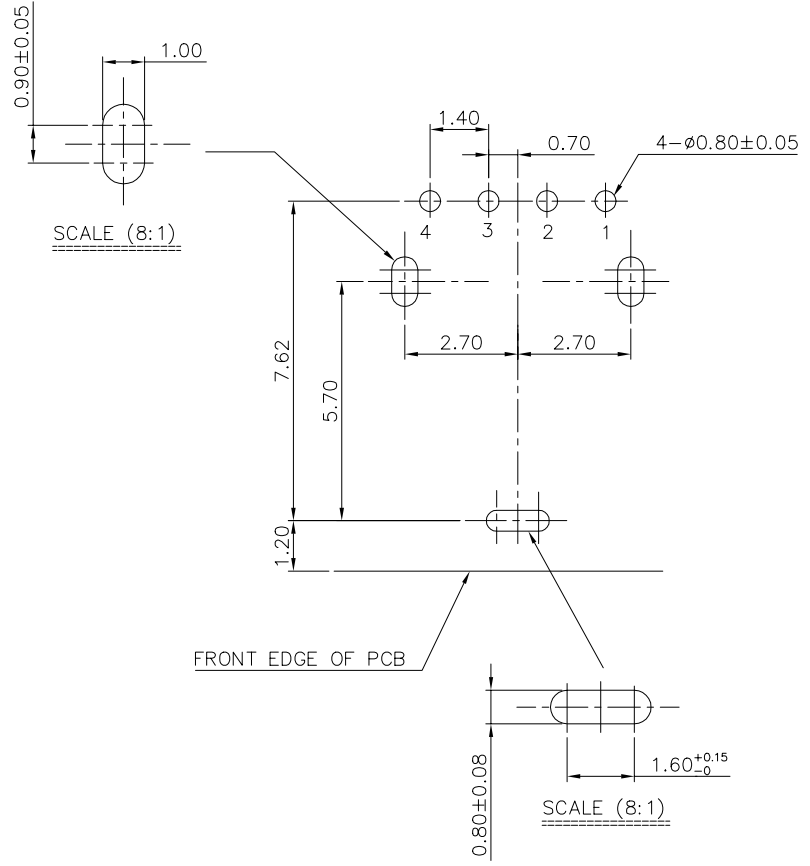 0.90±0.05
1.00
SCALE (8:1)
1.40
0.70
4-ø0.80±0.05
4 3 2 1
2.70 2.70
7.62
5.70
1.20
FRONT EDGE OF PCB
0.80±0.08
1.60+0.15 -0
SCALE (8:1)